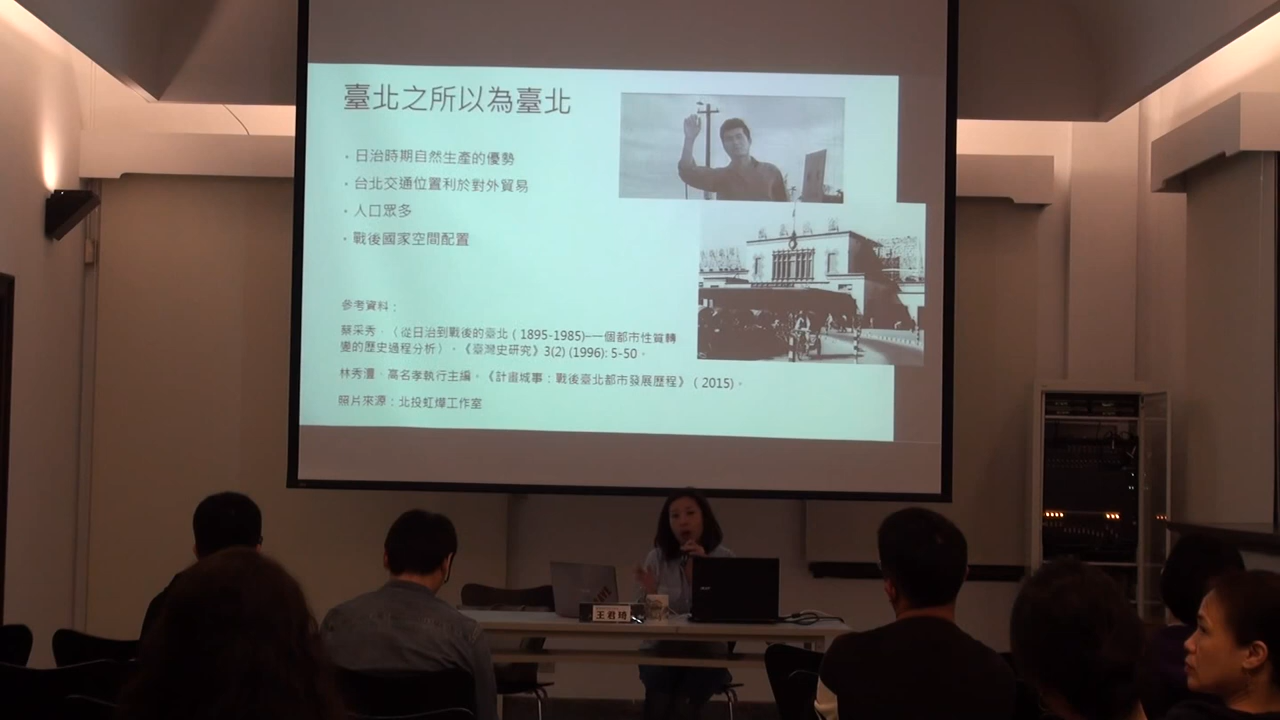 臺北之所以為臺北
・日治時期自然生產的優勢
・台北交通位置利於對外貿易
・人口眾多
・戰後國家空間配置
參考資料：
蔡采秀，〈從日治到戰後的臺北（1895-1985)—一個都市性質轉
變的歷史過程分析〉，《臺灣史研究》3(2) (1996): 5-50。
林秀澧、高名孝執行主編，《計畫城事：戰後臺北都市發展歷程》（2015)。
照片來源：北投虹燁工作室
王君琦
acer